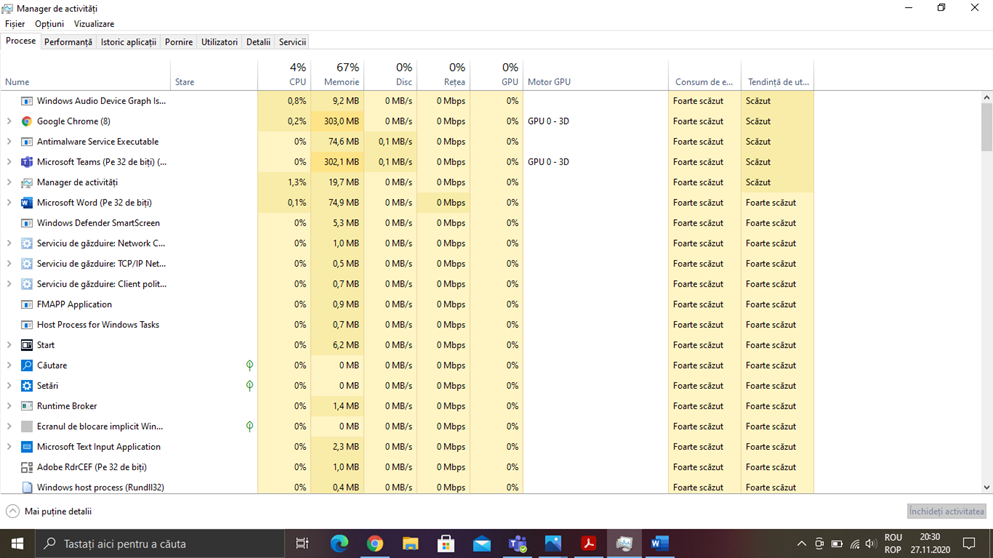 Manager de activități
Fișier Opțiuni Vizualizare
Procese Performanță Istoric aplicații Pornire Utilizatori Detalii Servicii
4% 67% 0% 0% 0%
Nume Stare CPU Memorie Disc Rețea GPU Motor GPU Consum de e... Tendință de ut...
Windows Audio Device Graph Is... 0,8% 9,2 MB 0 MB/s 0 Mbps 0% Foarte scăzut Scăzut
Google Chrome (8) 0,2% 303,0 MB 0 MB/s 0 Mbps 0% GPU 0 - 3D Foarte scăzut Scăzut
Antimalware Service Executable 0% 74,6 MB 0,1 MB/s 0 Mbps 0% Foarte scăzut Scăzut
Microsoft Teams (Pe 32 de biți) (... 0% 302,1 MB 0,1 MB/s 0 Mbps 0% GPU 0 - 3D Foarte scăzut Scăzut
Manager de activități 1,3% 19,7 MB 0 MB/s 0 Mbps 0% Foarte scăzut Scăzut
Microsoft Word (Pe 32 de biți) 0,1% 74,9 MB 0 MB/s 0 Mbps 0% Foarte scăzut Foarte scăzut
Windows Defender SmartScreen 0% 5,3 MB 0 MB/s 0 Mbps 0% Foarte scăzut Foarte scăzut
Serviciu de găzduire: Network C... 0% 1,0 MB 0 MB/s 0 Mbps 0% Foarte scăzut Foarte scăzut
Serviciu de găzduire: TCP/IP Net... 0% 0,5 MB 0 MB/s 0 Mbps 0% Foarte scăzut Foarte scăzut
Serviciu de găzduire: Client polit... 0% 0,7 MB 0 MB/s 0 Mbps 0% Foarte scăzut Foarte scăzut
FMAPP Application 0% 0,9 MB 0 MB/s 0 Mbps 0% Foarte scăzut Foarte scăzut
Host Process for Windows Tasks 0% 0,7 MB 0 MB/s 0 Mbps 0% Foarte scăzut Foarte scăzut
Start 0% 6,2 MB 0 MB/s 0 Mbps 0% Foarte scăzut Foarte scăzut
Căutare 0% 0 MB 0 MB/s 0 Mbps 0% Foarte scăzut Foarte scăzut
Setări 0% 0 MB 0 MB/s 0 Mbps 0% Foarte scăzut Foarte scăzut
Runtime Broker 0% 1,4 MB 0 MB/s 0 Mbps 0% Foarte scăzut Foarte scăzut
Ecranul de blocare implicit Win... 0% 0 MB 0 MB/s 0 Mbps 0% Foarte scăzut Foarte scăzut
Microsoft Text Input Application 0% 2,3 MB 0 MB/s 0 Mbps 0% Foarte scăzut Foarte scăzut
Adobe RdrCEF (Pe 32 de biți) 0% 1,0 MB 0 MB/s 0 Mbps 0% Foarte scăzut Foarte scăzut
Windows host process (Rundll32) 0% 0,4 MB 0 MB/s 0 Mbps 0% Foarte scăzut Foarte scăzut
Mai puține detalii Închideți activitatea
Tastați aici pentru a căuta ROU 20:30
ROP 27.11.2020